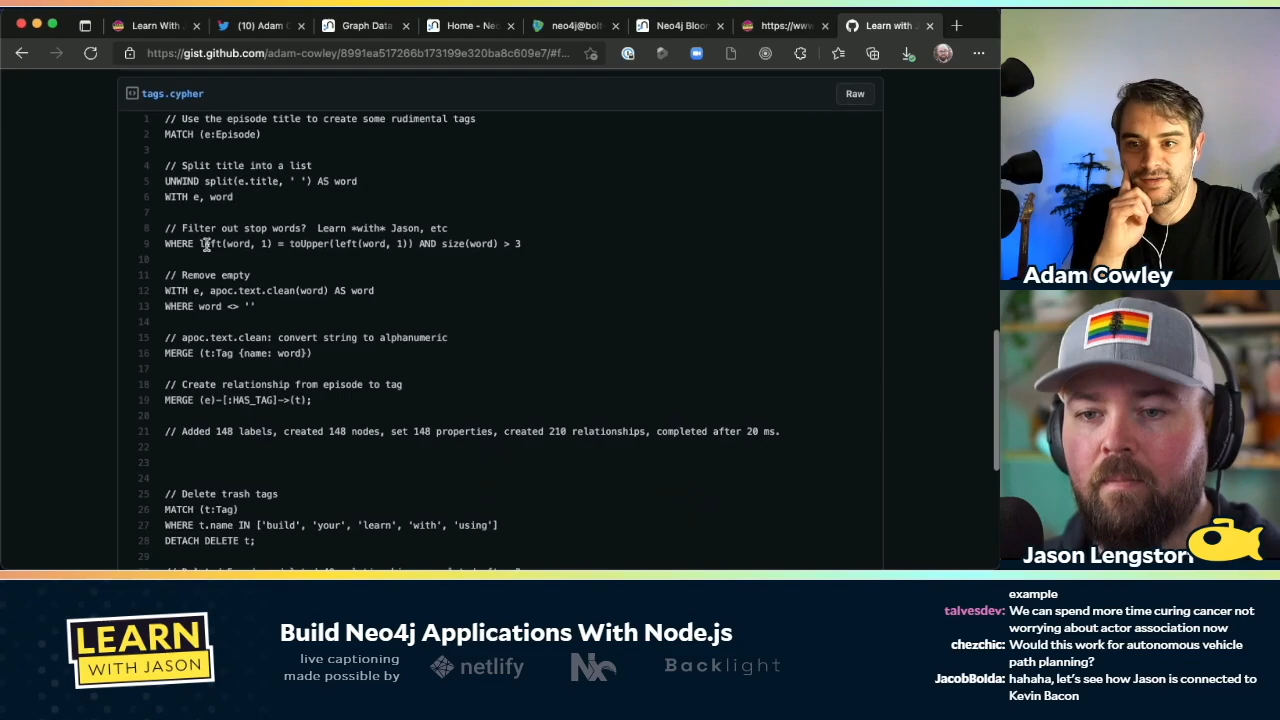 Learn With J
(10) Adam C
Graph Data
Home - Neo
neo4j@bolt
Neo4j Bloon
https://www
Learn with J
https://gist.github.com/adam-cowley/8991ea517266b173199e320ba8c609e7/#f...
tags.cypher
Raw
1 // Use the episode title to create some rudimental tags
2 MATCH (e:Episode)
3
4 // Split title into a list
5 UNWIND split(e.title, ' ') AS word
6 WITH e, word
7
8 // Filter out stop words?  Learn *with* Jason, etc
9 WHERE left(word, 1) = toUpper(left(word, 1)) AND size(word) > 3
10
11 // Remove empty
12 WITH e, apoc.text.clean(word) AS word
13 WHERE word <> ''
14
15 // apoc.text.clean: convert string to alphanumeric
16 MERGE (t:Tag {name: word})
17
18 // Create relationship from episode to tag
19 MERGE (e)-[:HAS_TAG]->(t);
20
21 // Added 148 labels, created 148 nodes, set 148 properties, created 210 relationships, completed after 20 ms.
22
23
24
25 // Delete trash tags
26 MATCH (t:Tag)
27 WHERE t.name IN ['build', 'your', 'learn', 'with', 'using']
28 DETACH DELETE t;
29
Adam Cowley
Jason Lengstorf
LEARN
WITH JASON
Build Neo4j Applications With Node.js
live captioning
made possible by
netlify
Backlight
example
talvesdev: We can spend more time curing cancer not
worrying about actor association now
chezchic: Would this work for autonomous vehicle
path planning?
JacobBolda: hahaha, let's see how Jason is connected to
Kevin Bacon